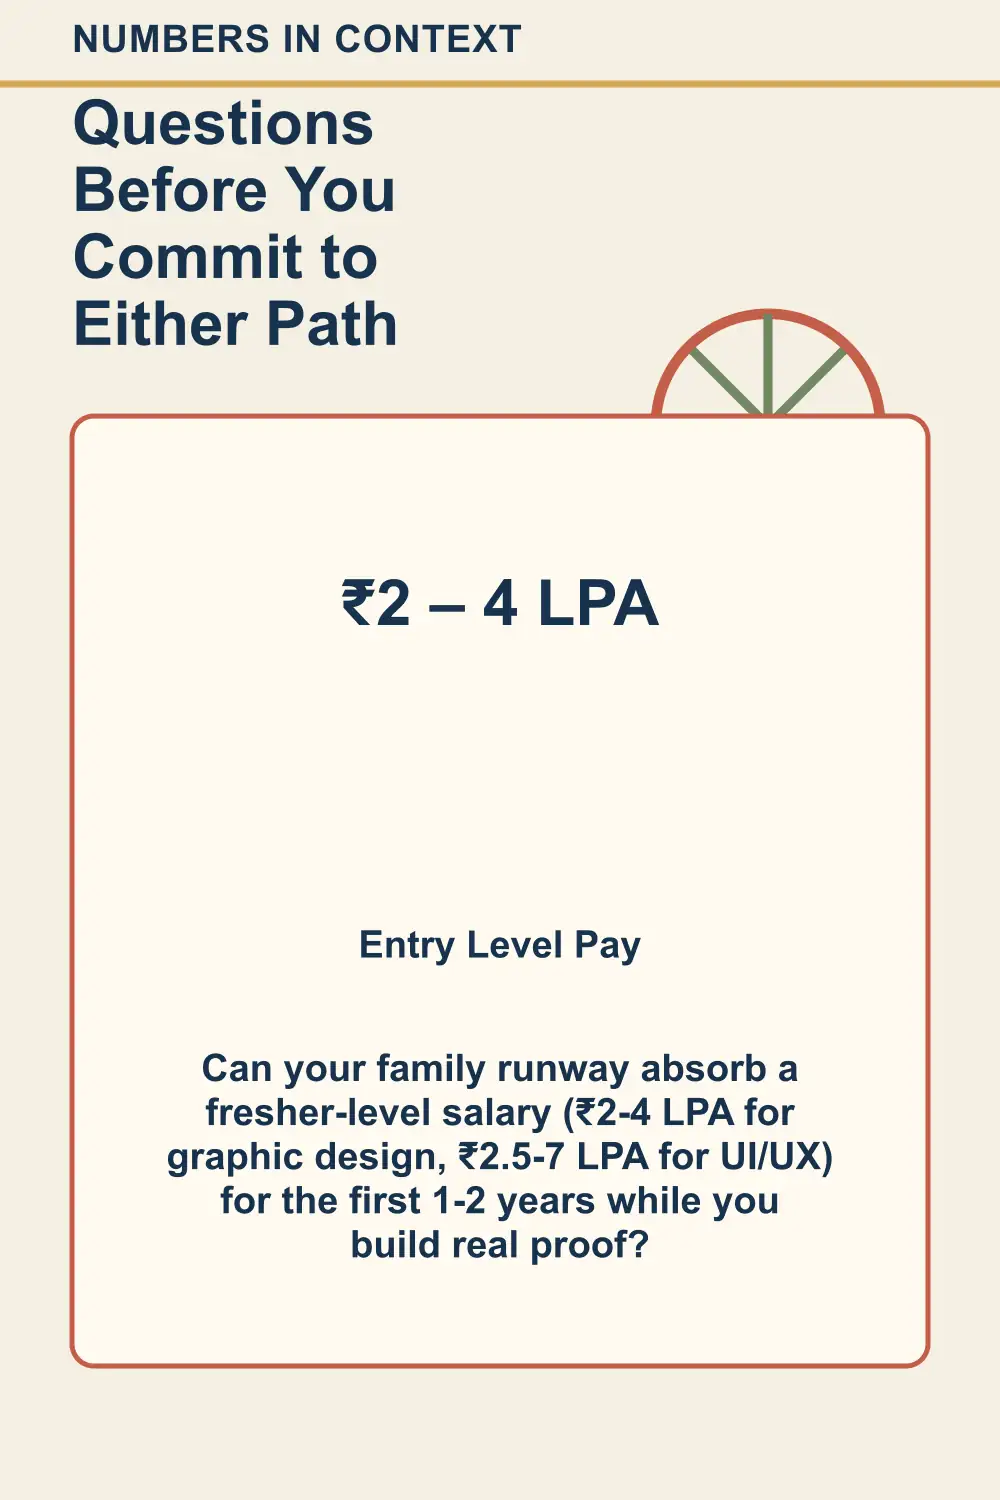 NUMBERS IN CONTEXT
Questions
Before You
Commit to
Either Path
₹2 – 4 LPA
Entry Level Pay
Can your family runway absorb a
fresher-level salary (₹2-4 LPA for
graphic design, ₹2.5-7 LPA for UI/UX)
for the first 1-2 years while you
build real proof?